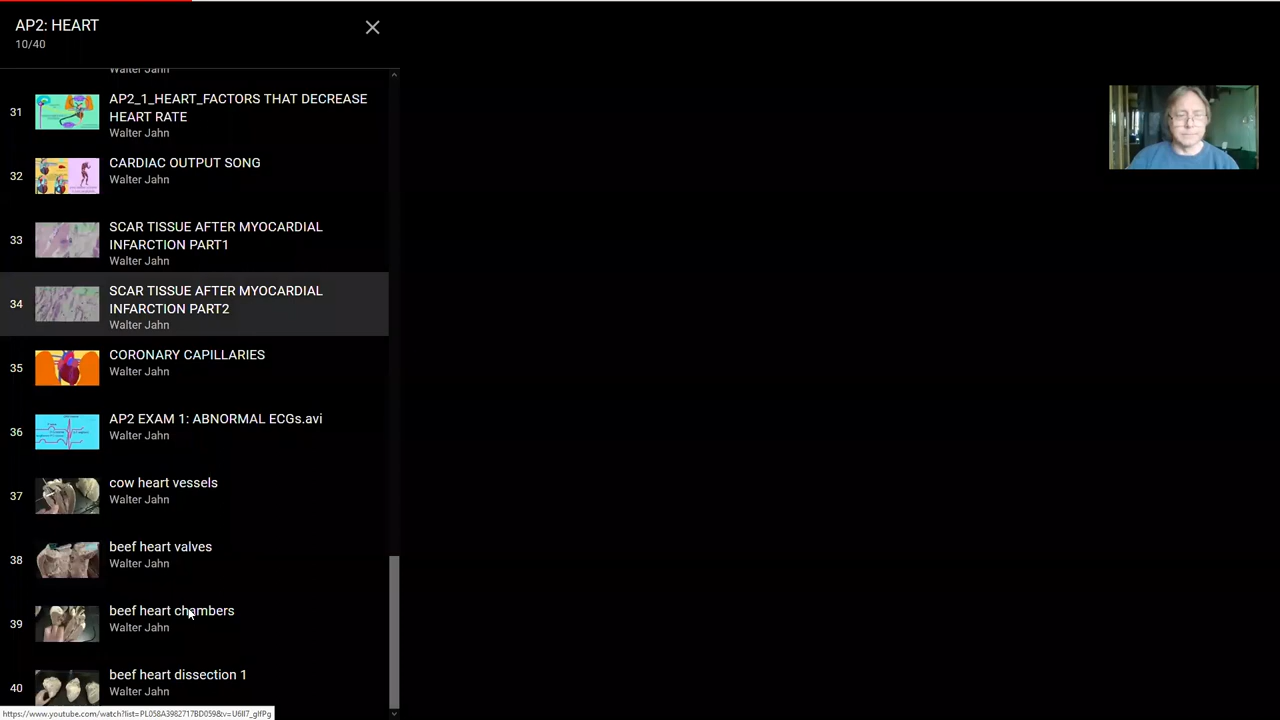 AP2: HEART
10/40
Walter Jahn
31
AP2_1_HEART_FACTORS THAT DECREASE
HEART RATE
Walter Jahn
32
CARDIAC OUTPUT SONG
Walter Jahn
33
SCAR TISSUE AFTER MYOCARDIAL
INFARCTION PART1
Walter Jahn
34
SCAR TISSUE AFTER MYOCARDIAL
INFARCTION PART2
Walter Jahn
35
CORONARY CAPILLARIES
Walter Jahn
36
AP2 EXAM 1: ABNORMAL ECGs.avi
Walter Jahn
37
cow heart vessels
Walter Jahn
38
beef heart valves
Walter Jahn
39
beef heart chambers
Walter Jahn
40
beef heart dissection 1
Walter Jahn